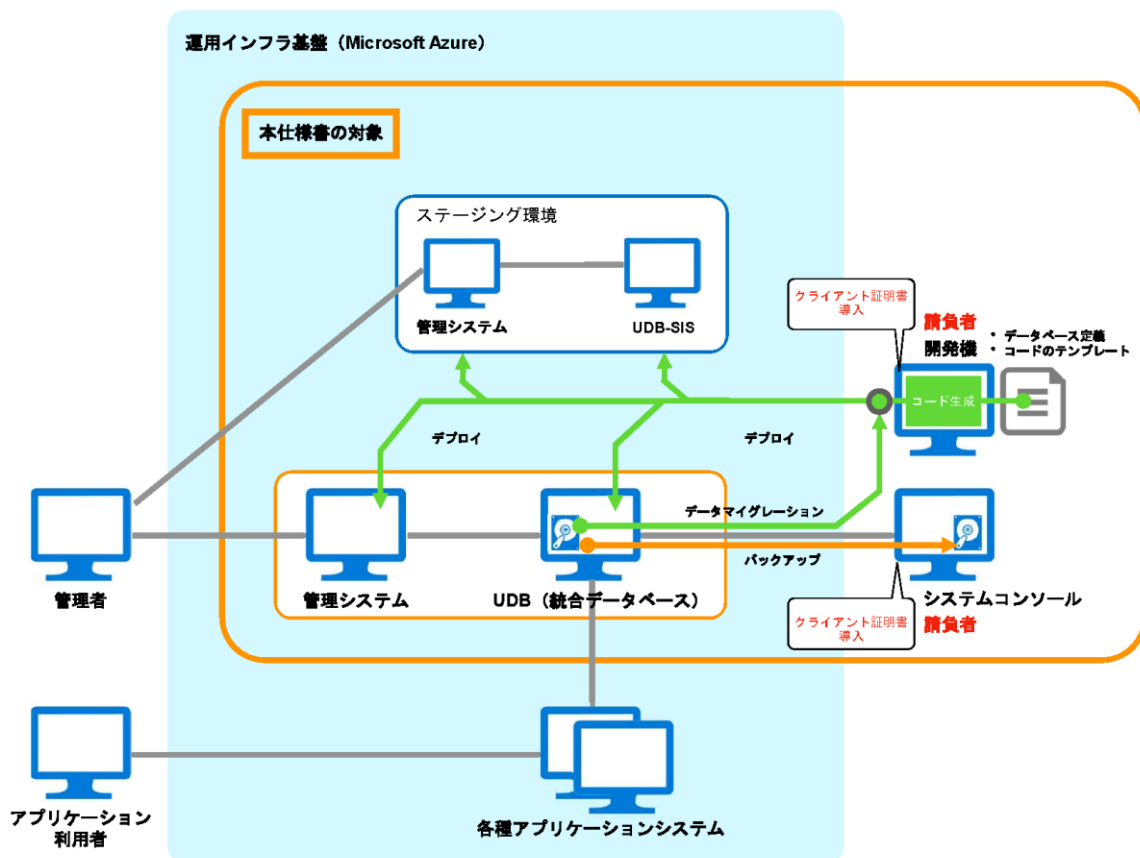 運用インフラ基盤（Microsoft Azure）
本仕様書の対象
ステージング環境
管理システム
UDB-SIS
クライアント証明書
導入
請負者
開発機
・ データベース定義
・ コードのテンプレート
コード生成
デプロイ
デプロイ
データマイグレーション
バックアップ
管理者
管理システム
UDB（統合データベース）
システムコンソール
請負者
クライアント証明書
導入
アプリケーション
利用者
各種アプリケーションシステム